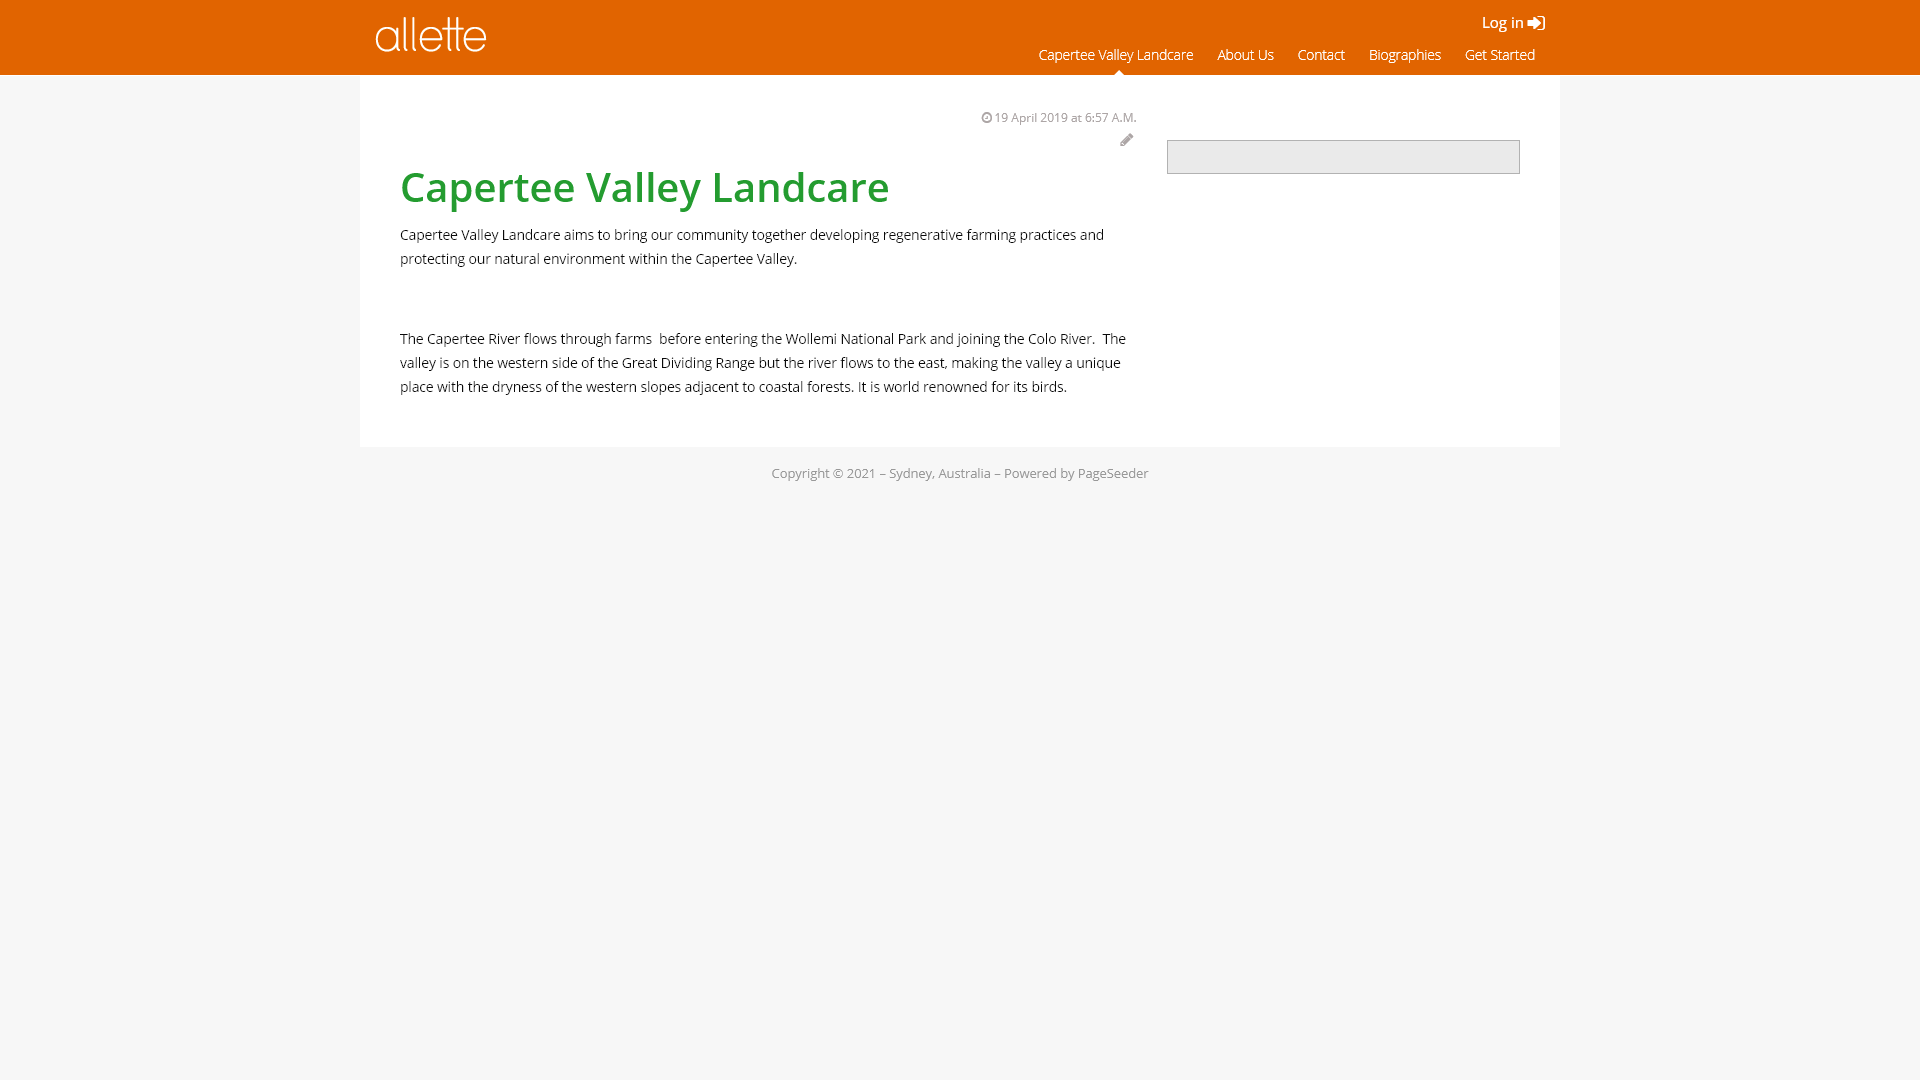 allette
Log in
Capertee Valley Landcare About Us Contact Biographies Get Started
19 April 2019 at 6:57 A.M.
Capertee Valley Landcare
Capertee Valley Landcare aims to bring our community together developing regenerative farming practices and
protecting our natural environment within the Capertee Valley.
The Capertee River flows through farms  before entering the Wollemi National Park and joining the Colo River.  The
valley is on the western side of the Great Dividing Range but the river flows to the east, making the valley a unique
place with the dryness of the western slopes adjacent to coastal forests. It is world renowned for its birds.
Copyright © 2021 – Sydney, Australia – Powered by PageSeeder